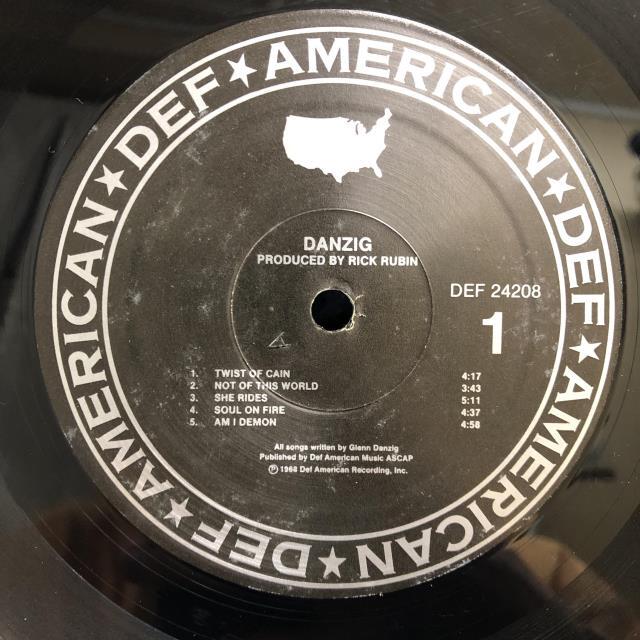 DEF★AMERICAN★DEF★AMERICAN★DEF★AMERICAN★
DANZIG
PRODUCED BY RICK RUBIN
DEF 24208
1
1. TWIST OF CAIN 4:17
2. NOT OF THIS WORLD 3:43
3. SHE RIDES 5:11
4. SOUL ON FIRE 4:37
5. AM I DEMON 4:58
All songs written by Glenn Danzig
Published by Def American Music ASCAP
℗ 1988 Def American Recording, Inc.